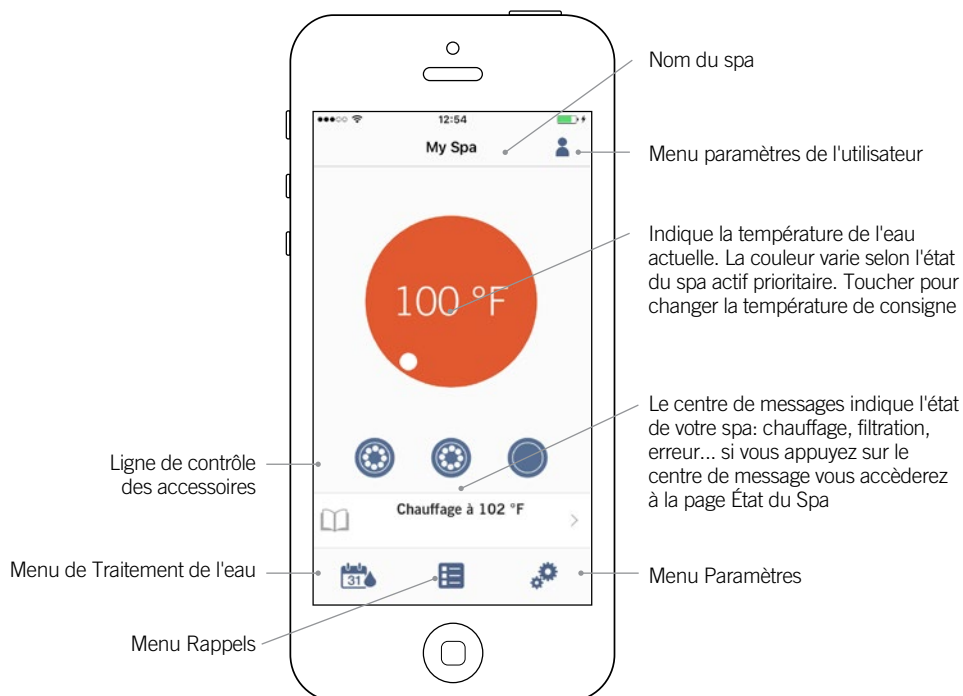 Nom du spa
12:54
My Spa
Menu paramètres de l'utilisateur
Indique la température de l'eau
actuelle. La couleur varie selon l'état
du spa actif prioritaire. Toucher pour
changer la température de consigne
100 °F
Le centre de messages indique l'état
de votre spa: chauffage, filtration,
erreur... si vous appuyez sur le
centre de message vous accèderez
à la page État du Spa
Ligne de contrôle
des accessoires
Chauffage à 102 °F
Menu de Traitement de l'eau
31
Menu Paramètres
Menu Rappels